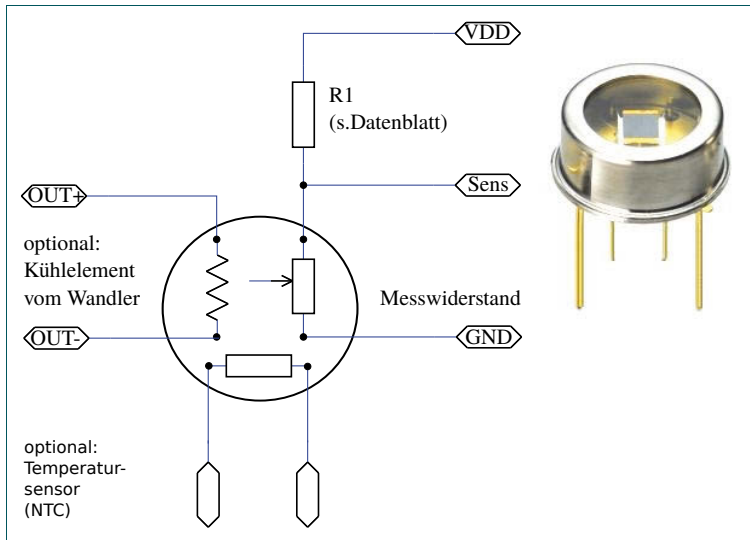 VDD
R1
(s.Datenblatt)
OUT+
Sens
optional:
Kühlelement
vom Wandler
Messwiderstand
OUT-
GND
optional:
Temperatur-
sensor
(NTC)